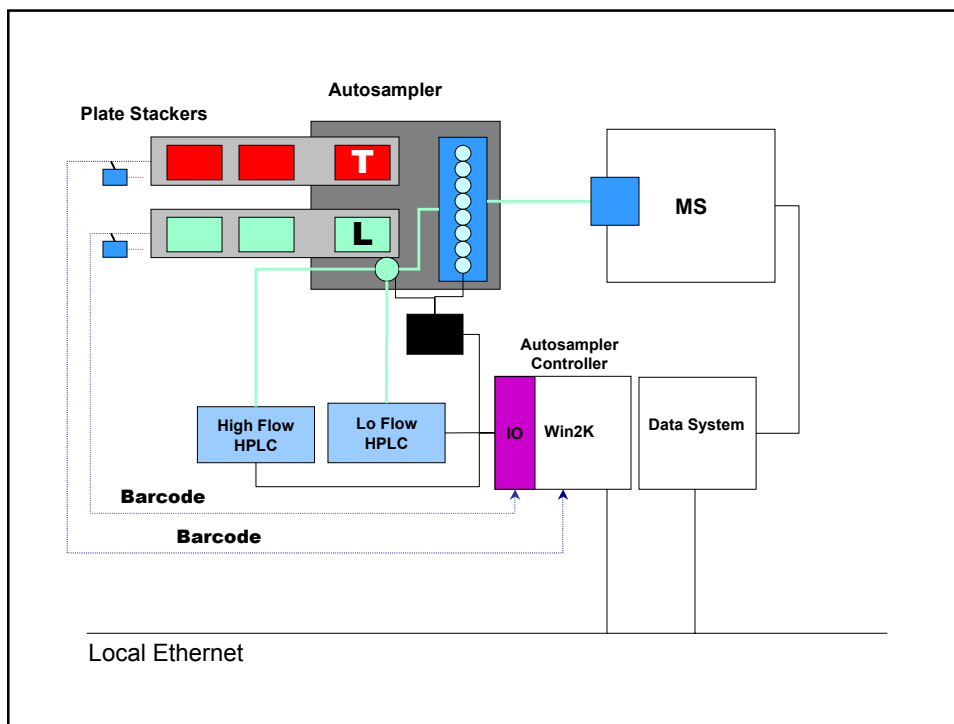 Autosampler
Plate Stackers
T
MS
L
Autosampler
Controller
High Flow
HPLC
Lo Flow
HPLC
IO
Win2K
Data System
Barcode
Barcode
Local Ethernet